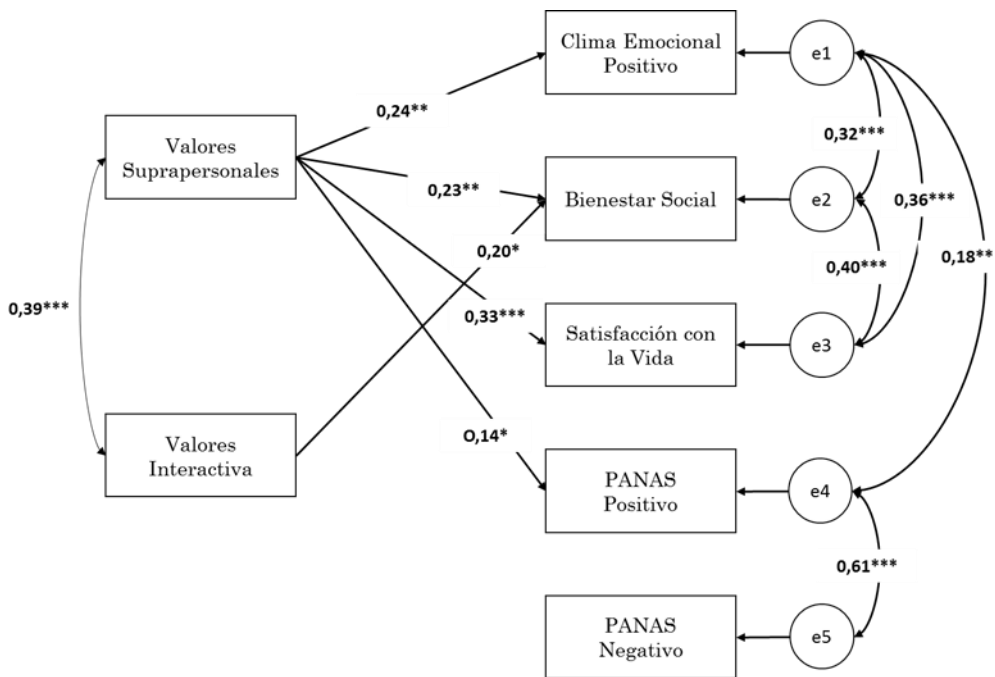 Clima Emocional
Positivo
e1
0,24**
0,32***
Valores
Suprapersonales
0,23**
Bienestar Social
e2
0,36***
0,20*
0,18**
0,40***
0,39***
0,33***
Satisfacción con
la Vida
e3
Valores
Interactiva
O,14*
PANAS
Positivo
e4
0,61***
PANAS
Negativo
e5